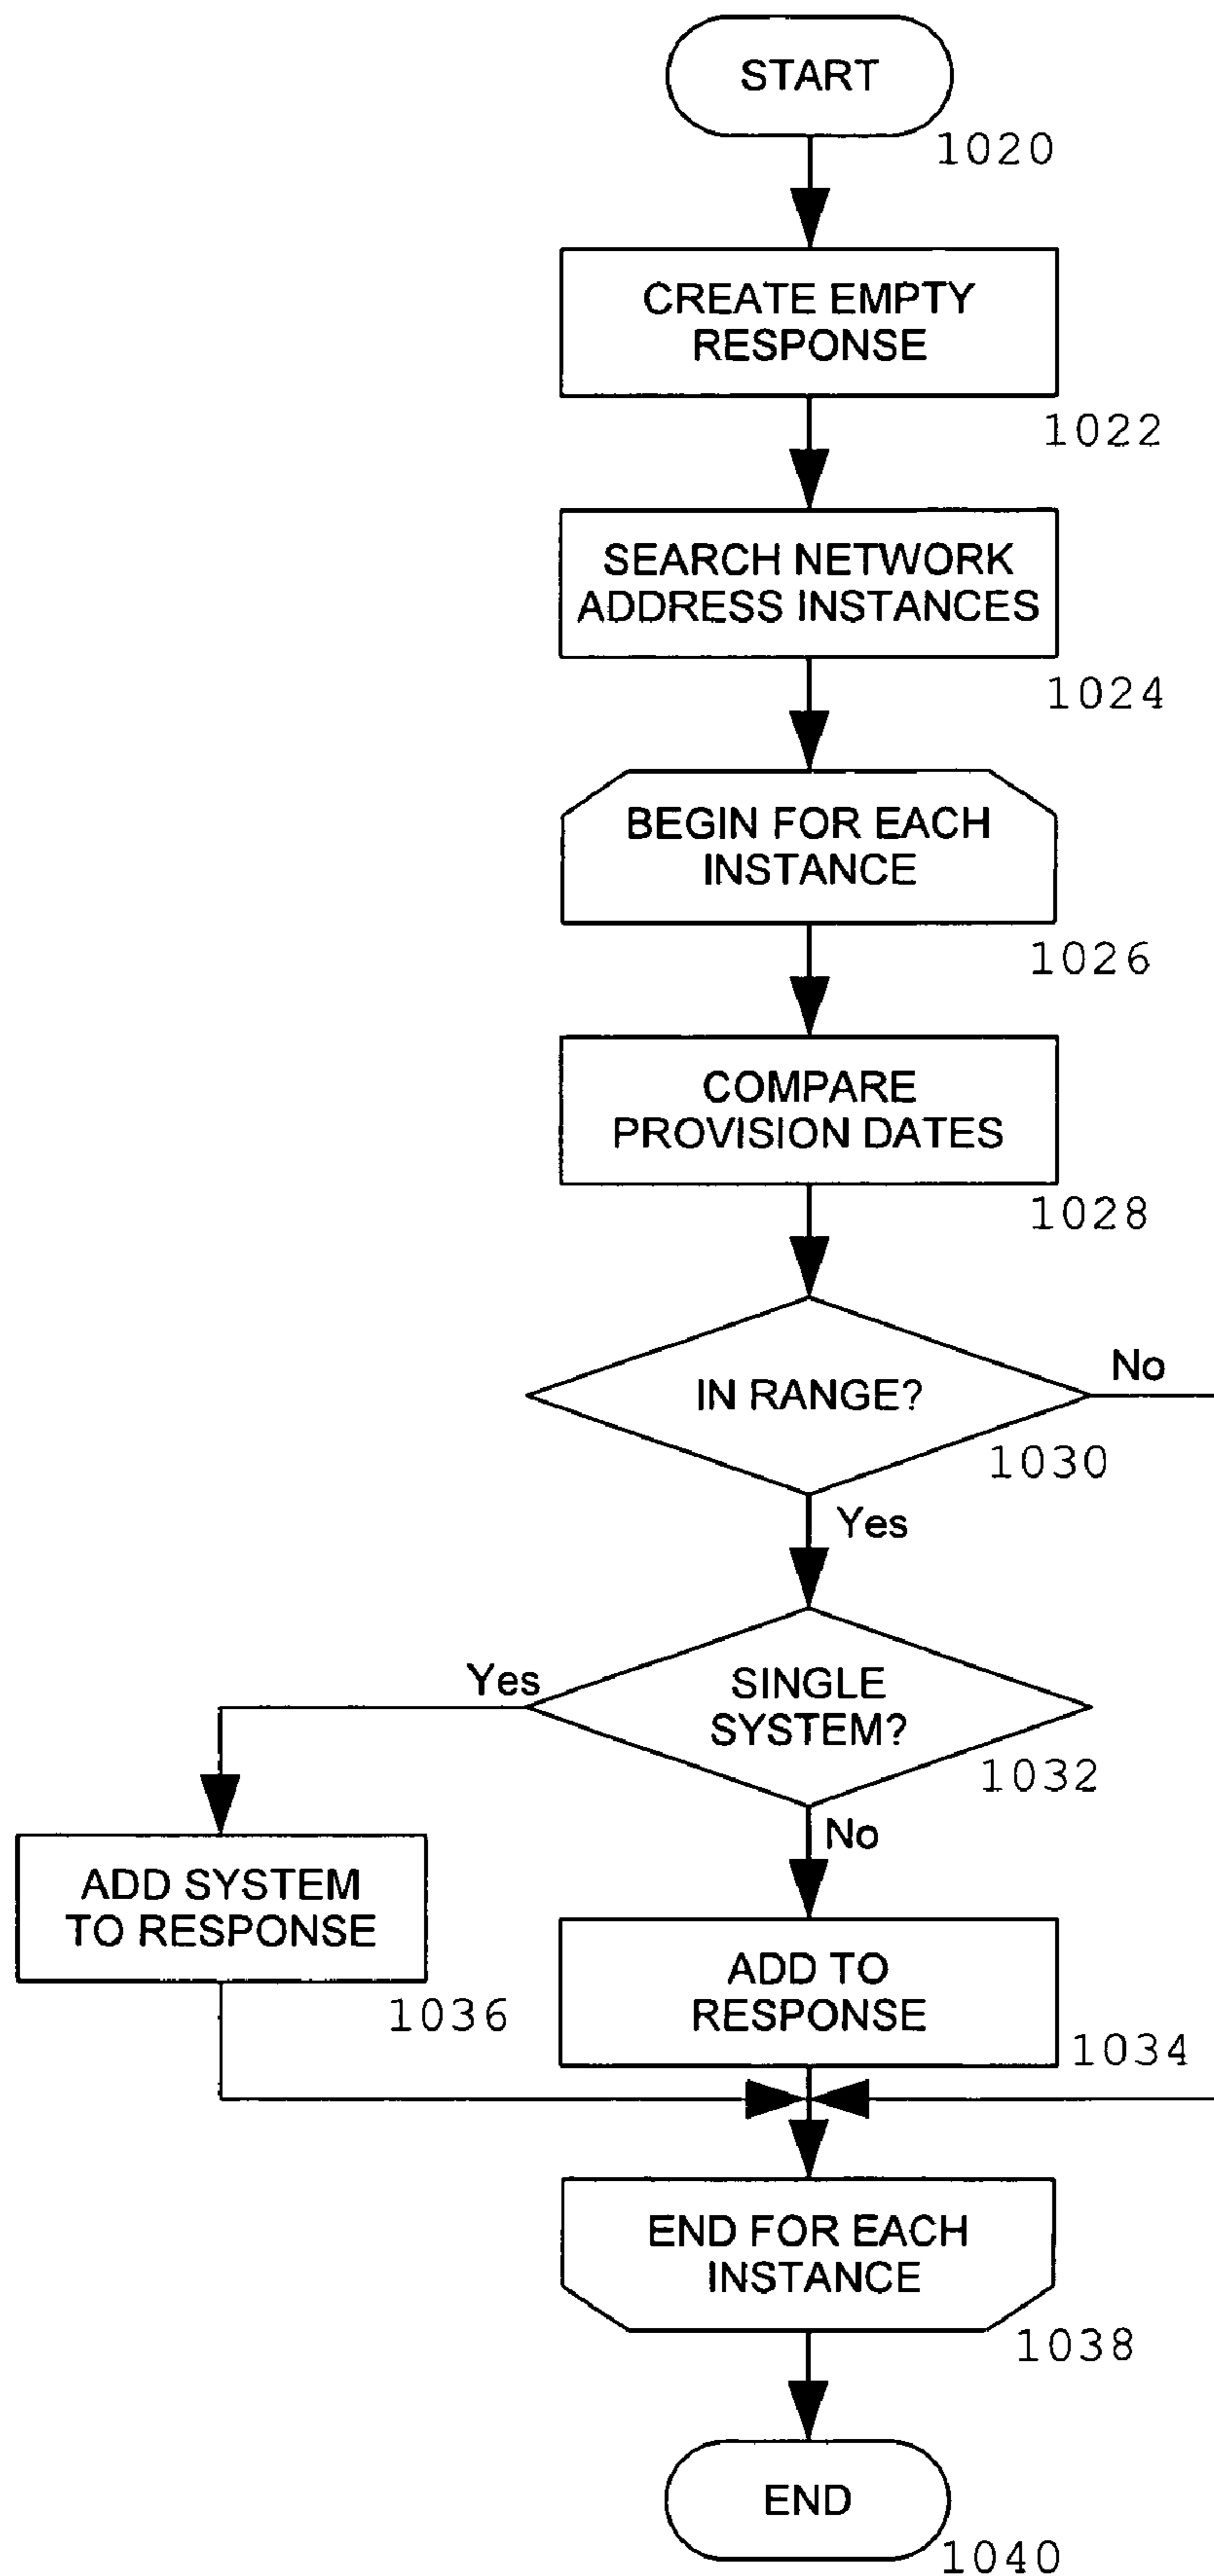 START
1020
CREATE EMPTY
RESPONSE
1022
SEARCH NETWORK
ADDRESS INSTANCES
1024
BEGIN FOR EACH
INSTANCE
1026
COMPARE
PROVISION DATES
1028
IN RANGE?
No
1030
Yes
SINGLE
SYSTEM?
Yes
1032
No
ADD SYSTEM
TO RESPONSE
1036
ADD TO
RESPONSE
1034
END FOR EACH
INSTANCE
1038
END
1040